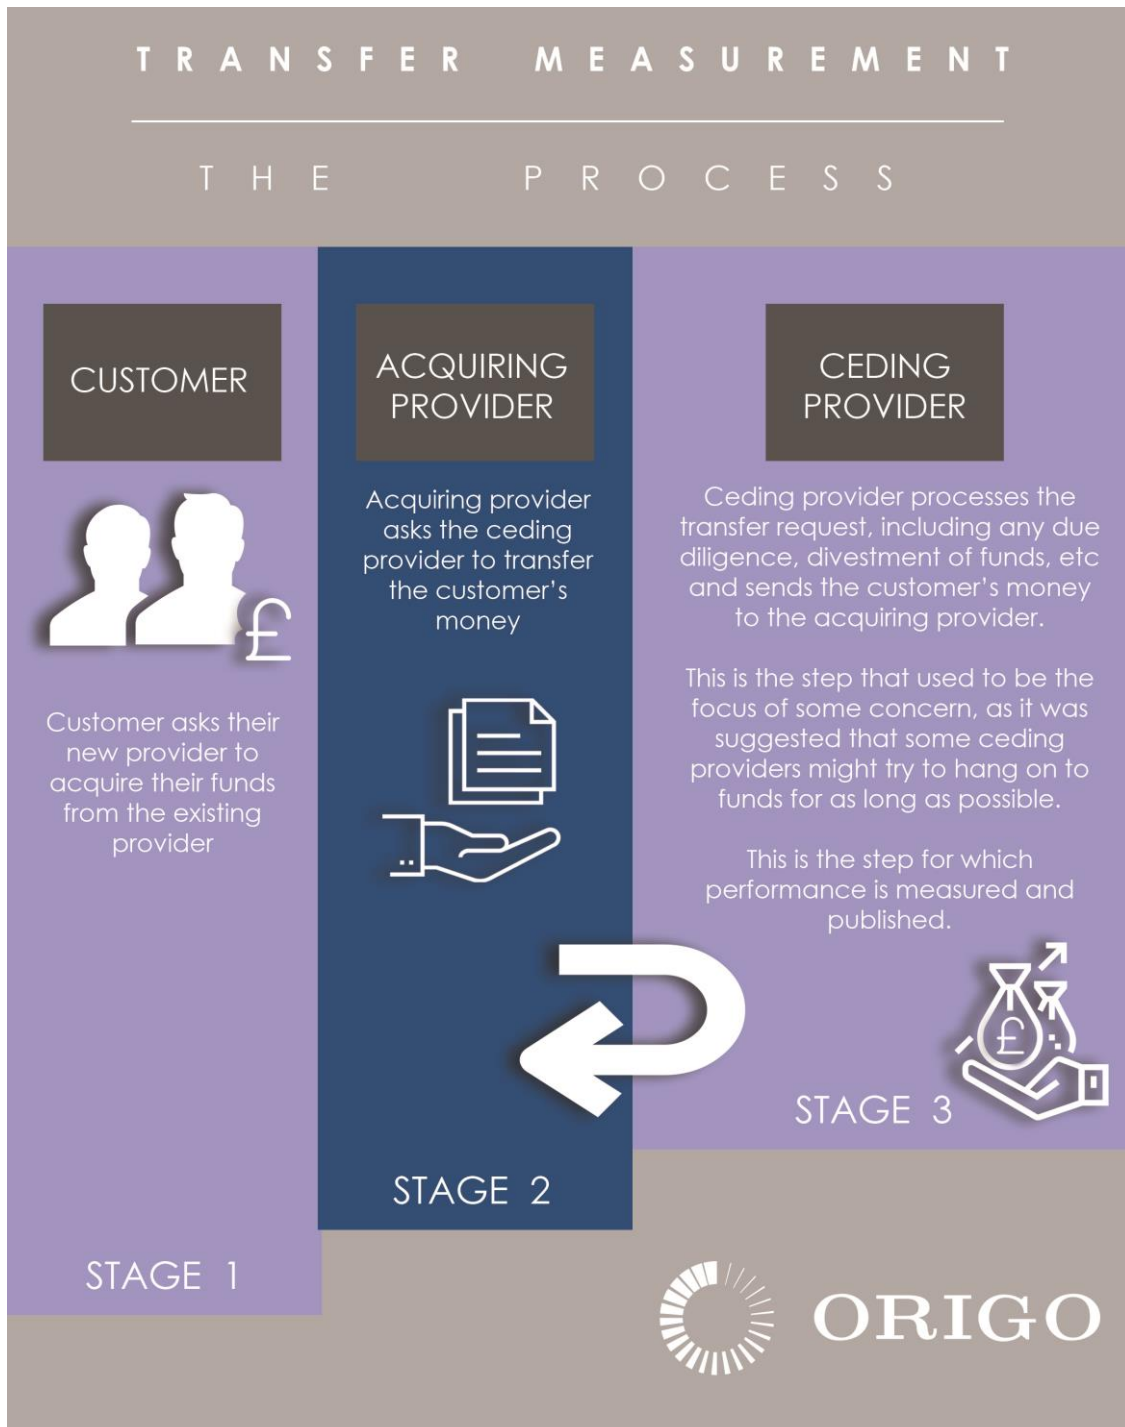 TRANSFER MEASUREMENT
THE PROCESS
CUSTOMER
Customer asks their
new provider to
acquire their funds
from the existing
provider
STAGE 1
ACQUIRING
PROVIDER
Acquiring provider
asks the ceding
provider to transfer
the customer's
money
STAGE 2
CEDING
PROVIDER
Ceding provider processes the
transfer request, including any due
diligence, divestment of funds, etc
and sends the customer's money
to the acquiring provider.
This is the step that used to be the
focus of some concern, as it was
suggested that some ceding
providers might try to hang on to
funds for as long as possible.
This is the step for which
performance is measured and
published.
STAGE 3
£
£
ORIGO